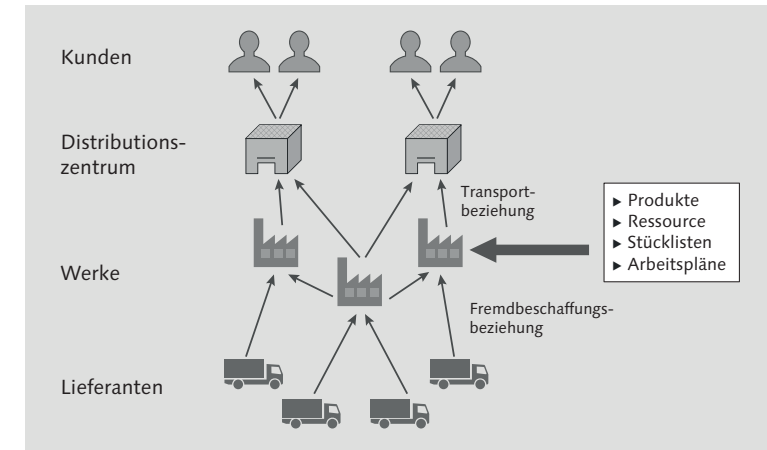 Kunden
Distributions-
zentrum
Transport-
beziehung
▶ Produkte
▶ Ressource
▶ Stücklisten
▶ Arbeitspläne
Werke
Fremdbeschaffungs-
beziehung
Lieferanten